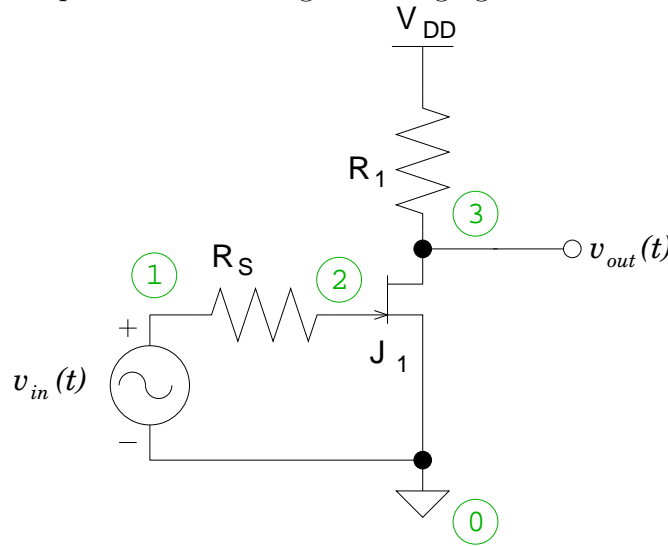 V DD
R 1
3
v out (t)
1
R S
2
J 1
+
v in (t)
−
0